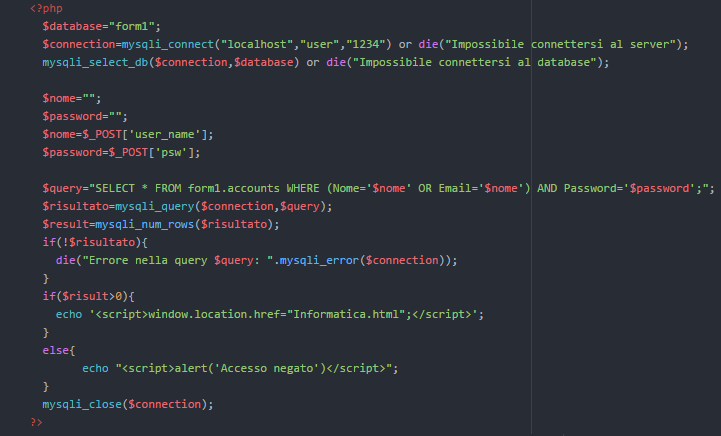 <?php
$database="form1";
$connection=mysqli_connect("localhost","user","1234") or die("Impossibile connettersi al server");
mysqli_select_db($connection,$database) or die("Impossibile connettersi al database");
$nome="";
$password="";
$nome=$_POST['user_name'];
$password=$_POST['psw'];
$query="SELECT * FROM form1.accounts WHERE (Nome='$nome' OR Email='$nome') AND Password='$password';";
$risultato=mysqli_query($connection,$query);
$result=mysqli_num_rows($risultato);
if(!$risultato){
die("Errore nella query $query: ".mysqli_error($connection));
}
if($risult>0){
echo '<script>window.location.href="Informatica.html";</script>';
}
else{
echo "<script>alert('Accesso negato')</script>";
}
mysqli_close($connection);
?>